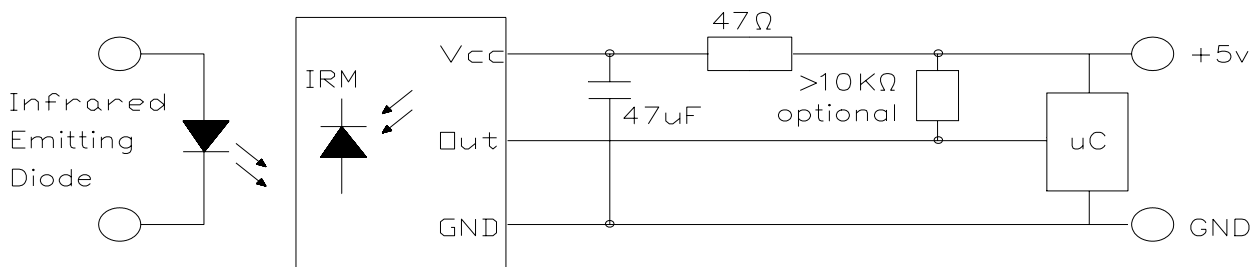 47Ω
Vcc
+5v
IRM
>10KΩ
optional
Infrared
Emitting
Diode
47uF
Out
uC
GND
GND